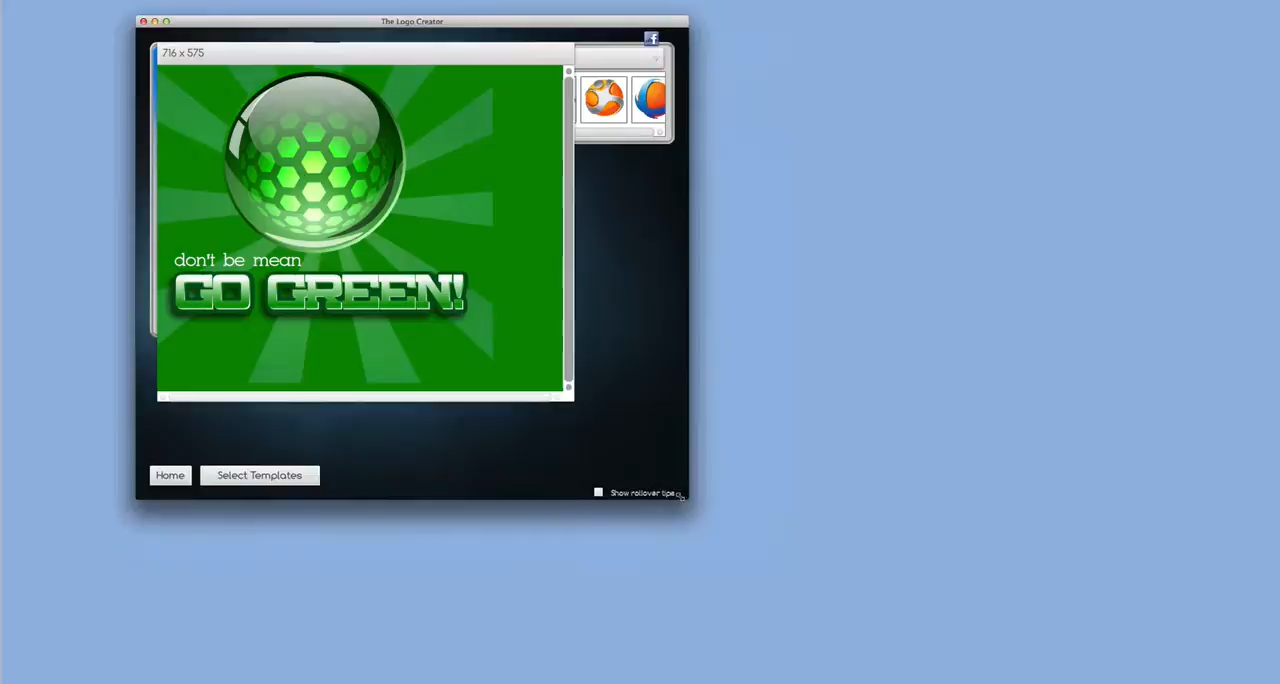 The Logo Creator
f
716 x 575
don't be mean
GO GREEN!
Home
Select Templates
Show rollover tips